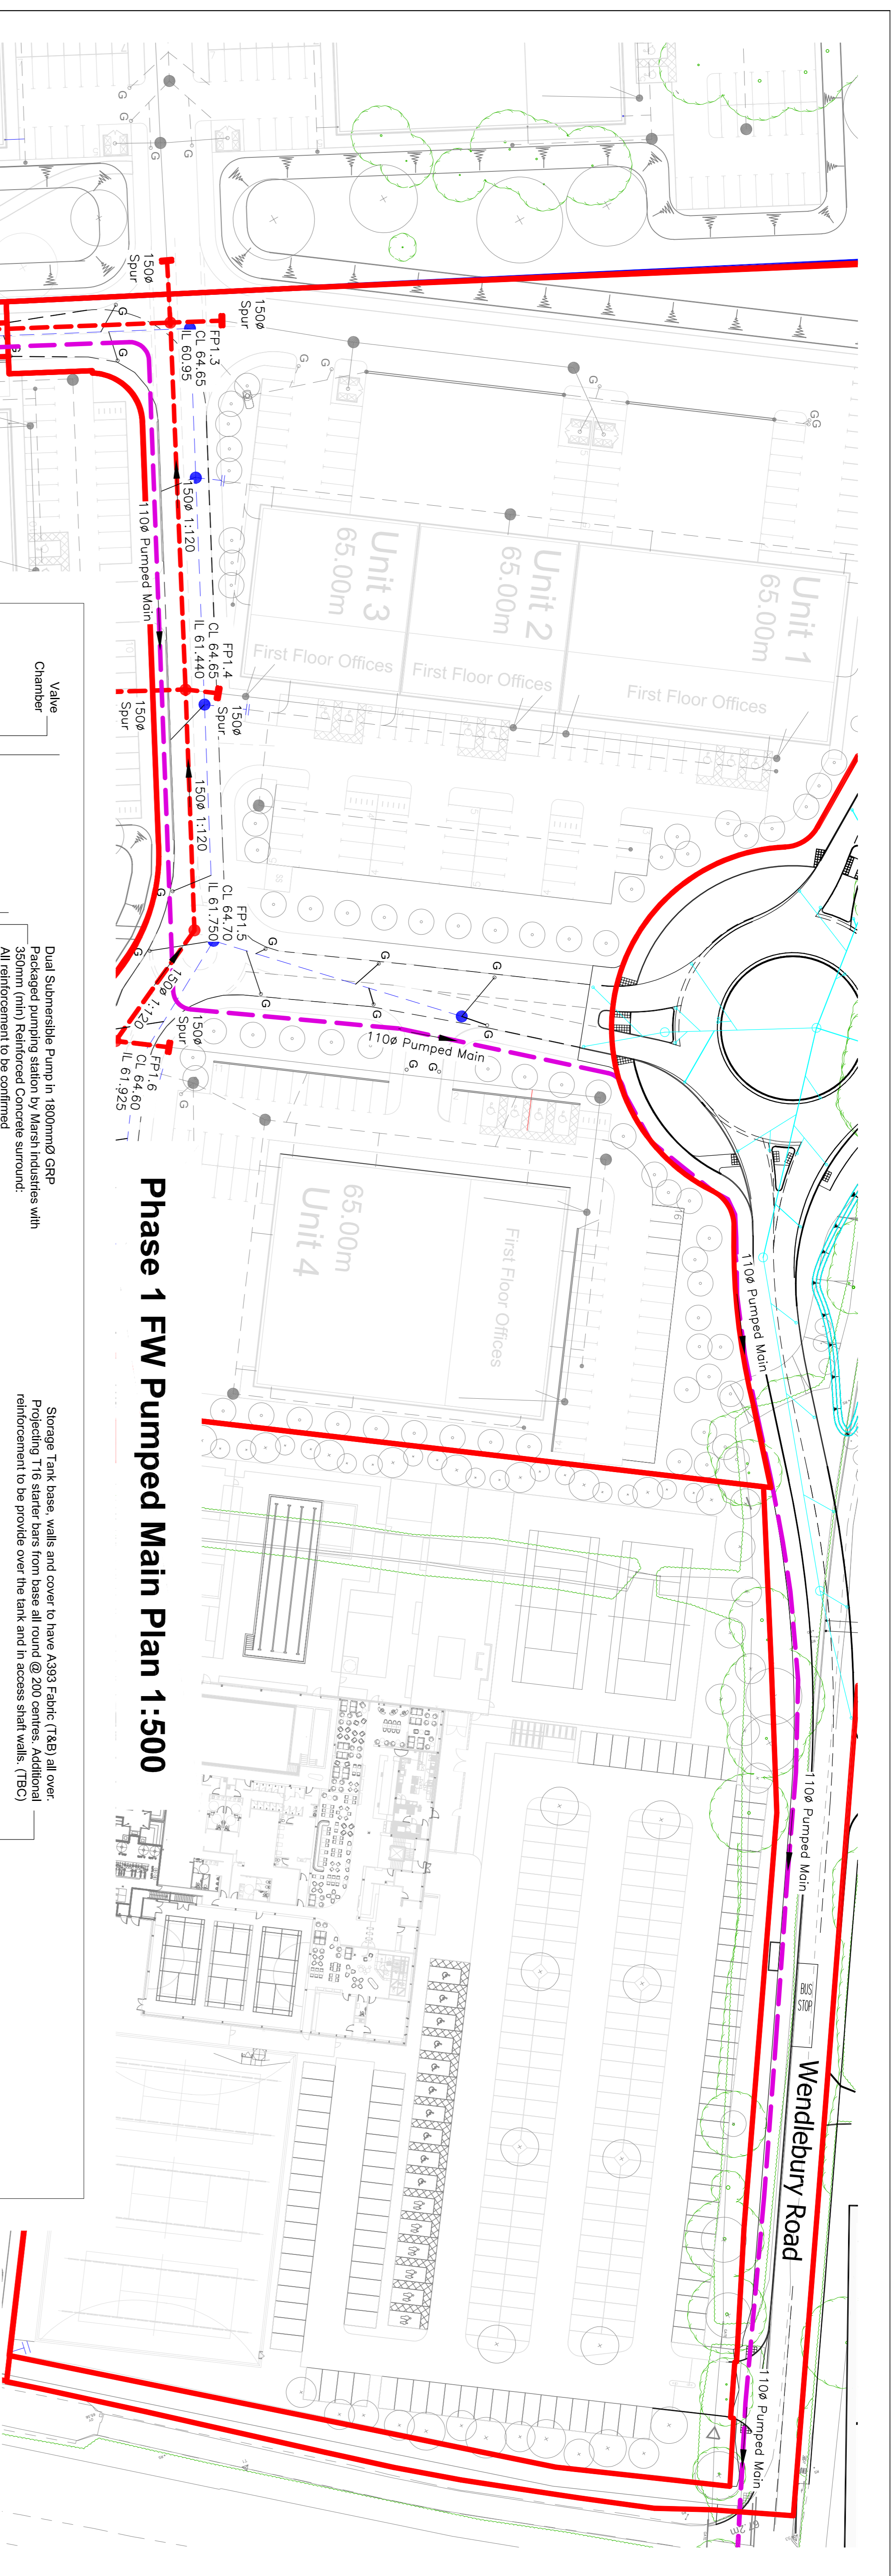 150ø
Spur
150ø
Spur
FP1.3
CL 64.65
IL 60.95
150ø 1:120
110ø Pumped Main
Unit 3
65.00m
First Floor Offices
Unit 2
65.00m
First Floor Offices
Unit 1
65.00m
First Floor Offices
FP1.4
CL 64.65
IL 61.440
150ø
Spur
150ø
Spur
150ø 1:120
FP1.5
CL 64.70
IL 61.750
150ø 1:120
150ø
Spur
FP1.6
CL 64.60
IL 61.925
110ø Pumped Main
110ø Pumped Main
Unit 4
65.00m
First Floor Offices
110ø Pumped Main
BUS
STOP
Wendlebury Road
110ø Pumped Main
Phase 1 FW Pumped Main Plan 1:500
Valve
Chamber
Dual Submersible Pump in 1800mmØ GRP
Packaged pumping station by Marsh industries with
350mm (min) Reinforced Concrete surround:
All reinforcement to be confirmed
Storage Tank base, walls and cover to have A393 Fabric (T&B) all over.
Projecting T16 starter bars from base all round @ 200 centres. Additional
reinforcement to be provide over the tank and in access shaft walls. (TBC)
G
G
G
G
G
G
G
G
G
GG
G
G
G
G
G
G
G
G
G
G
G
G